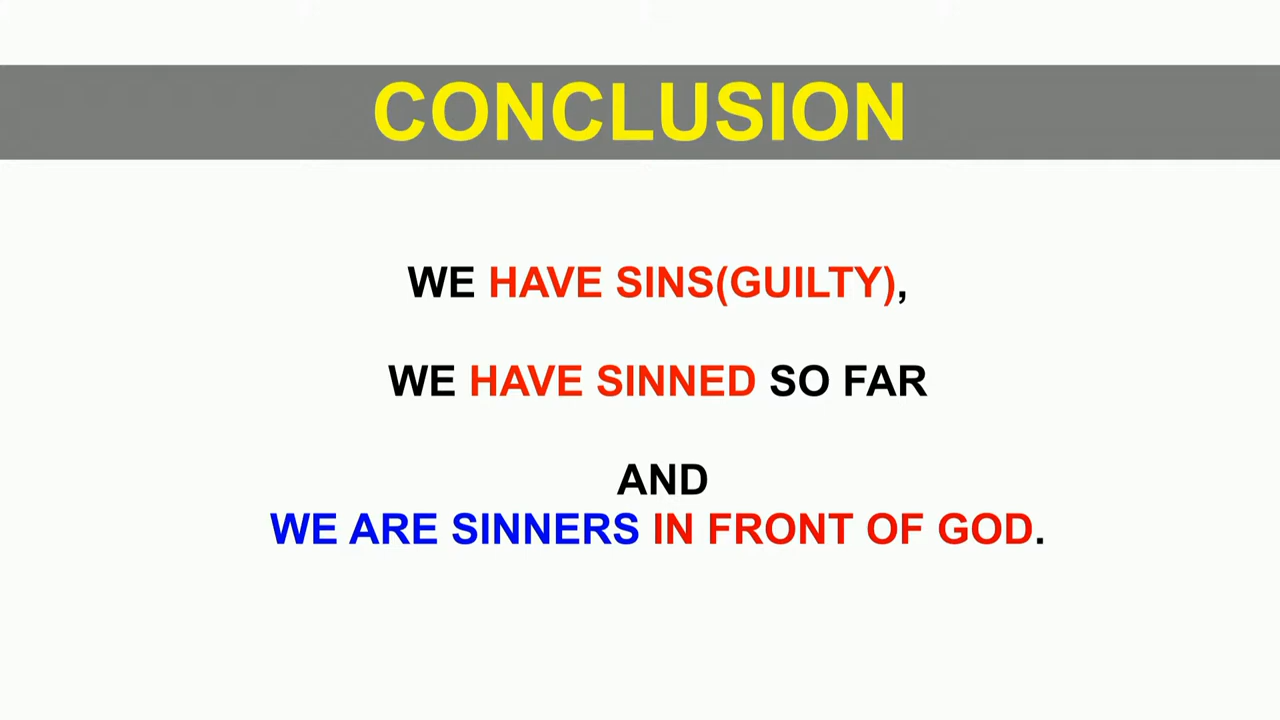 CONCLUSION
WE HAVE SINS(GUILTY),
WE HAVE SINNED SO FAR
AND
WE ARE SINNERS IN FRONT OF GOD.